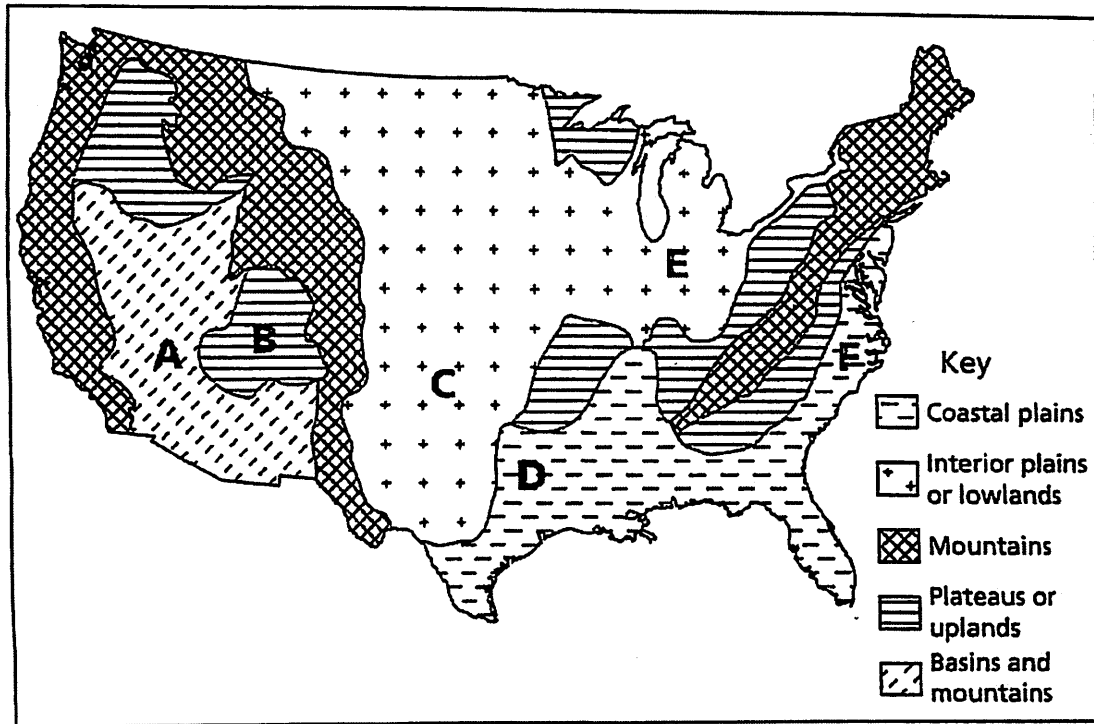 A
B
C
D
E
F
Key
Coastal plains
Interior plains
or lowlands
Mountains
Plateaus or
uplands
Basins and
mountains